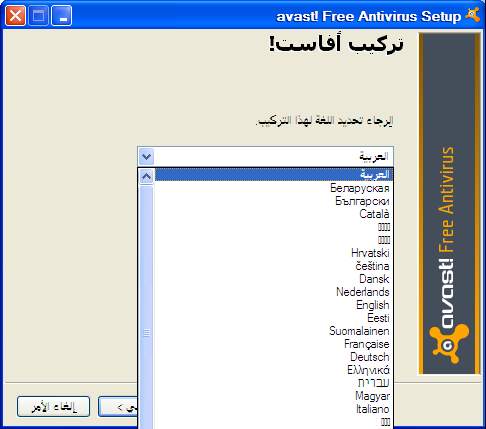 avast! Free Antivirus Setup
تركيب أفاست!
الرجاء تحديد اللغة لهذا التركيب.
العربية
العربية
Беларуская
Български
Català
Hrvatski
čeština
Dansk
Nederlands
English
Eesti
Suomalainen
Française
Deutsch
Ελληνικά
עברית
Magyar
Italiano
avast! Free Antivirus
إلغاء الأمر